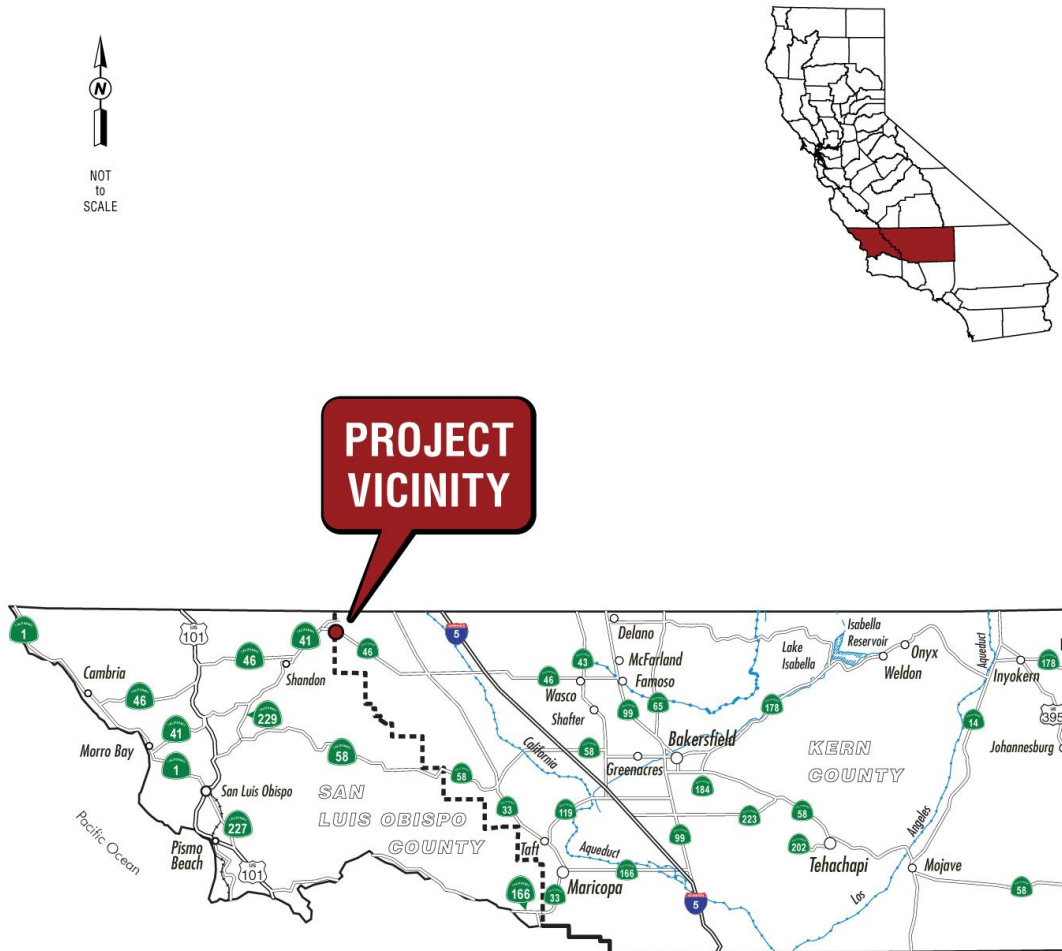 N
NOT
to
SCALE
PROJECT
VICINITY
1
US
101
41
46
46
Shandon
Cambria
46
229
41
Morro Bay
1
58
58
San Luis Obispo
SAN
LUIS OBISPO
COUNTY
227
Pismo
Beach
US
101
Pacific Ocean
166
33
Maricopa
166
Taft
33
119
Aqueduct
California
5
Delano
43
McFarland
Famoso
46
Wasco
99
65
Shafter
58
Greenacres
Bakersfield
178
Lake
Isabella
Isabella
Reservoir
Onyx
Weldon
KERN
COUNTY
184
223
58
202
Tehachapi
99
5
Los
Angeles
Aqueduct
Inyokern
178
14
US
395
Johannesburg
Mojave
58